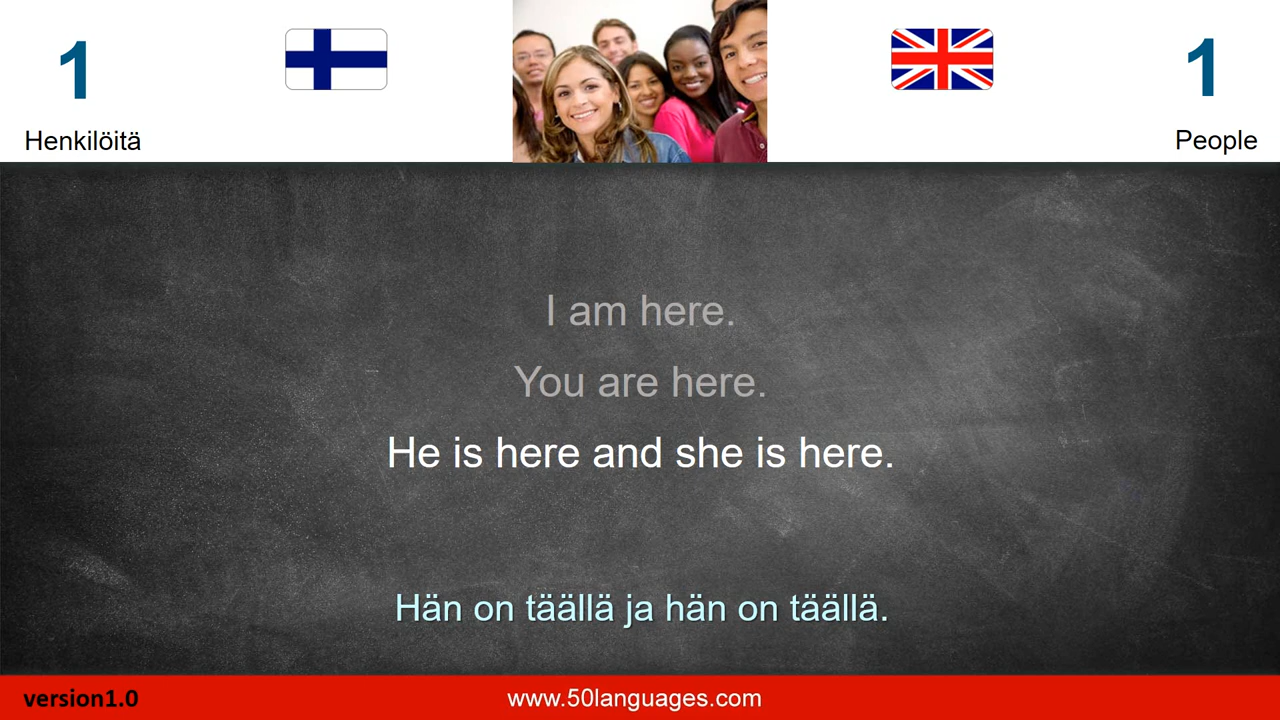 1
1
Henkilöitä
People
I am here.
You are here.
He is here and she is here.
Hän on täällä ja hän on täällä.
version1.0
www.50languages.com